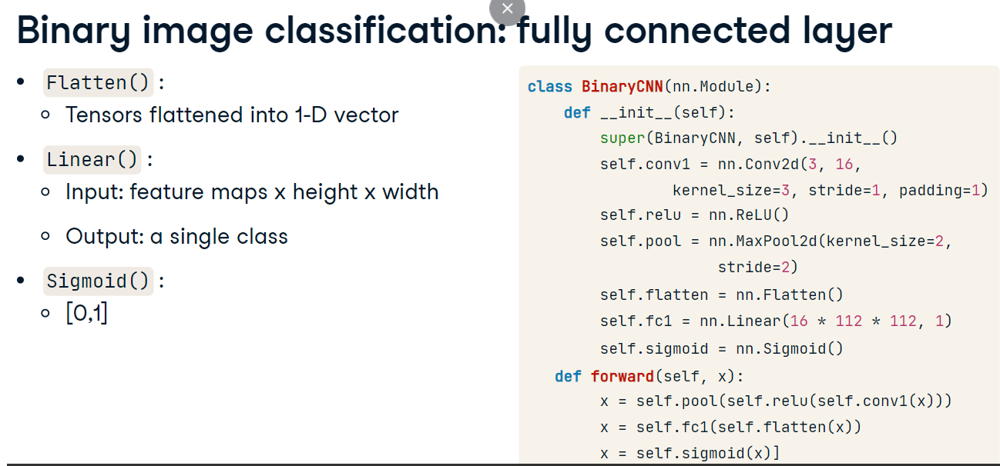 Binary image classification: fully connected layer
• Flatten() :
◦ Tensors flattened into 1-D vector
• Linear() :
◦ Input: feature maps x height x width
◦ Output: a single class
• Sigmoid() :
◦ [0,1]
class BinaryCNN(nn.Module):
    def __init__(self):
        super(BinaryCNN, self).__init__()
        self.conv1 = nn.Conv2d(3, 16,
                kernel_size=3, stride=1, padding=1)
        self.relu = nn.ReLU()
        self.pool = nn.MaxPool2d(kernel_size=2,
                     stride=2)
        self.flatten = nn.Flatten()
        self.fc1 = nn.Linear(16 * 112 * 112, 1)
        self.sigmoid = nn.Sigmoid()
   def forward(self, x):
        x = self.pool(self.relu(self.conv1(x)))
        x = self.fc1(self.flatten(x))
        x = self.sigmoid(x)]